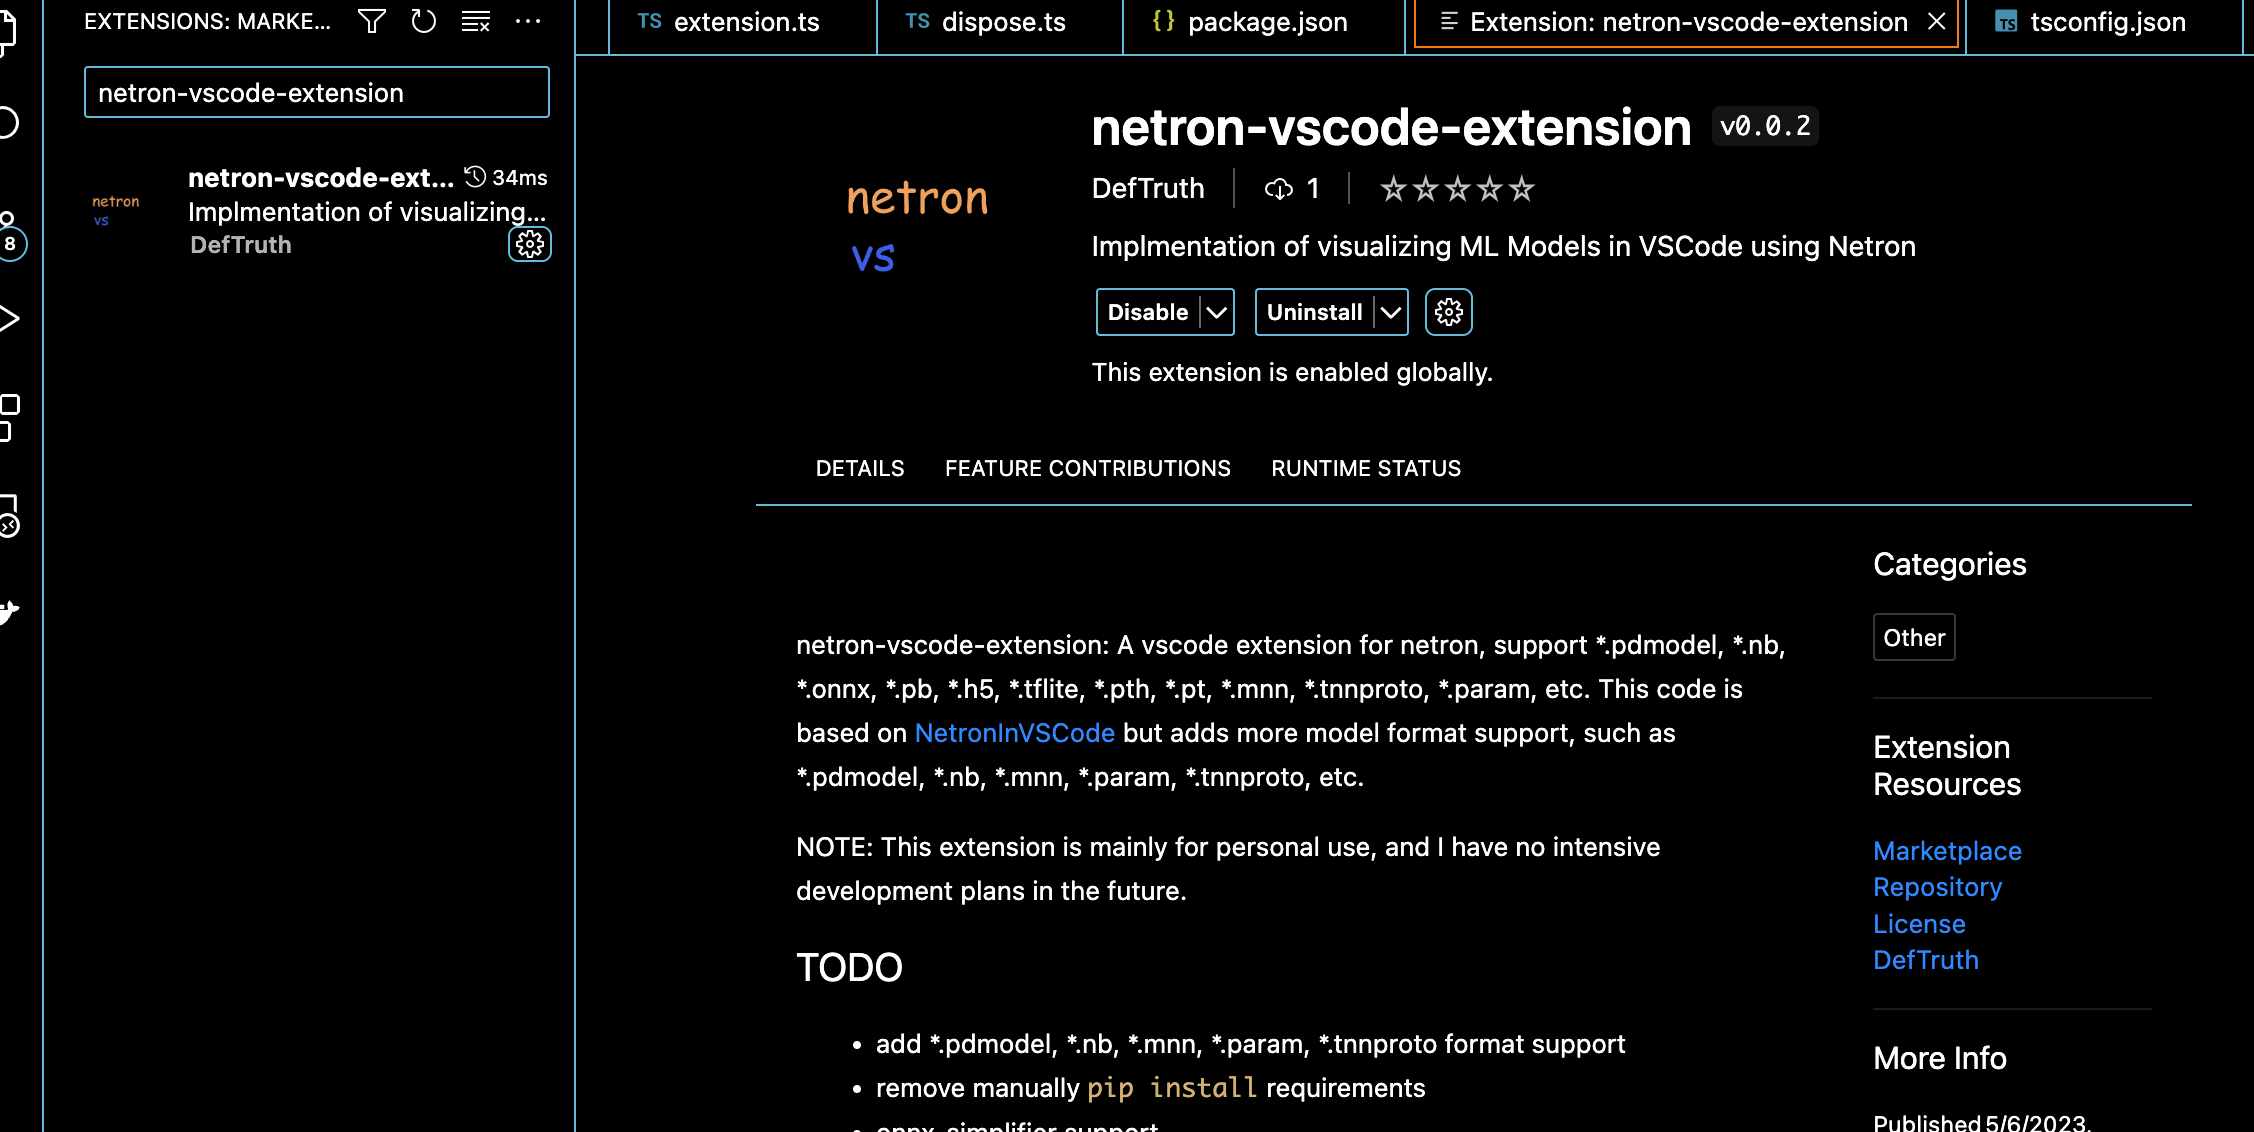 EXTENSIONS: MARKE...
netron-vscode-extension
netron
vs
netron-vscode-ext... 34ms
Implmentation of visualizing...
DefTruth
8
TS extension.ts
TS dispose.ts
{} package.json
Extension: netron-vscode-extension
TS tsconfig.json
netron
vs
netron-vscode-extension v0.0.2
DefTruth 1
Implmentation of visualizing ML Models in VSCode using Netron
Disable
Uninstall
This extension is enabled globally.
DETAILS FEATURE CONTRIBUTIONS RUNTIME STATUS
netron-vscode-extension: A vscode extension for netron, support *.pdmodel, *.nb,
*.onnx, *.pb, *.h5, *.tflite, *.pth, *.pt, *.mnn, *.tnnproto, *.param, etc. This code is
based on NetronInVSCode but adds more model format support, such as
*.pdmodel, *.nb, *.mnn, *.param, *.tnnproto, etc.
NOTE: This extension is mainly for personal use, and I have no intensive
development plans in the future.
TODO
• add *.pdmodel, *.nb, *.mnn, *.param, *.tnnproto format support
• remove manually pip install requirements
• onnx-simplifier support
Categories
Other
Extension
Resources
Marketplace
Repository
License
DefTruth
More Info
Published 5/6/2023,